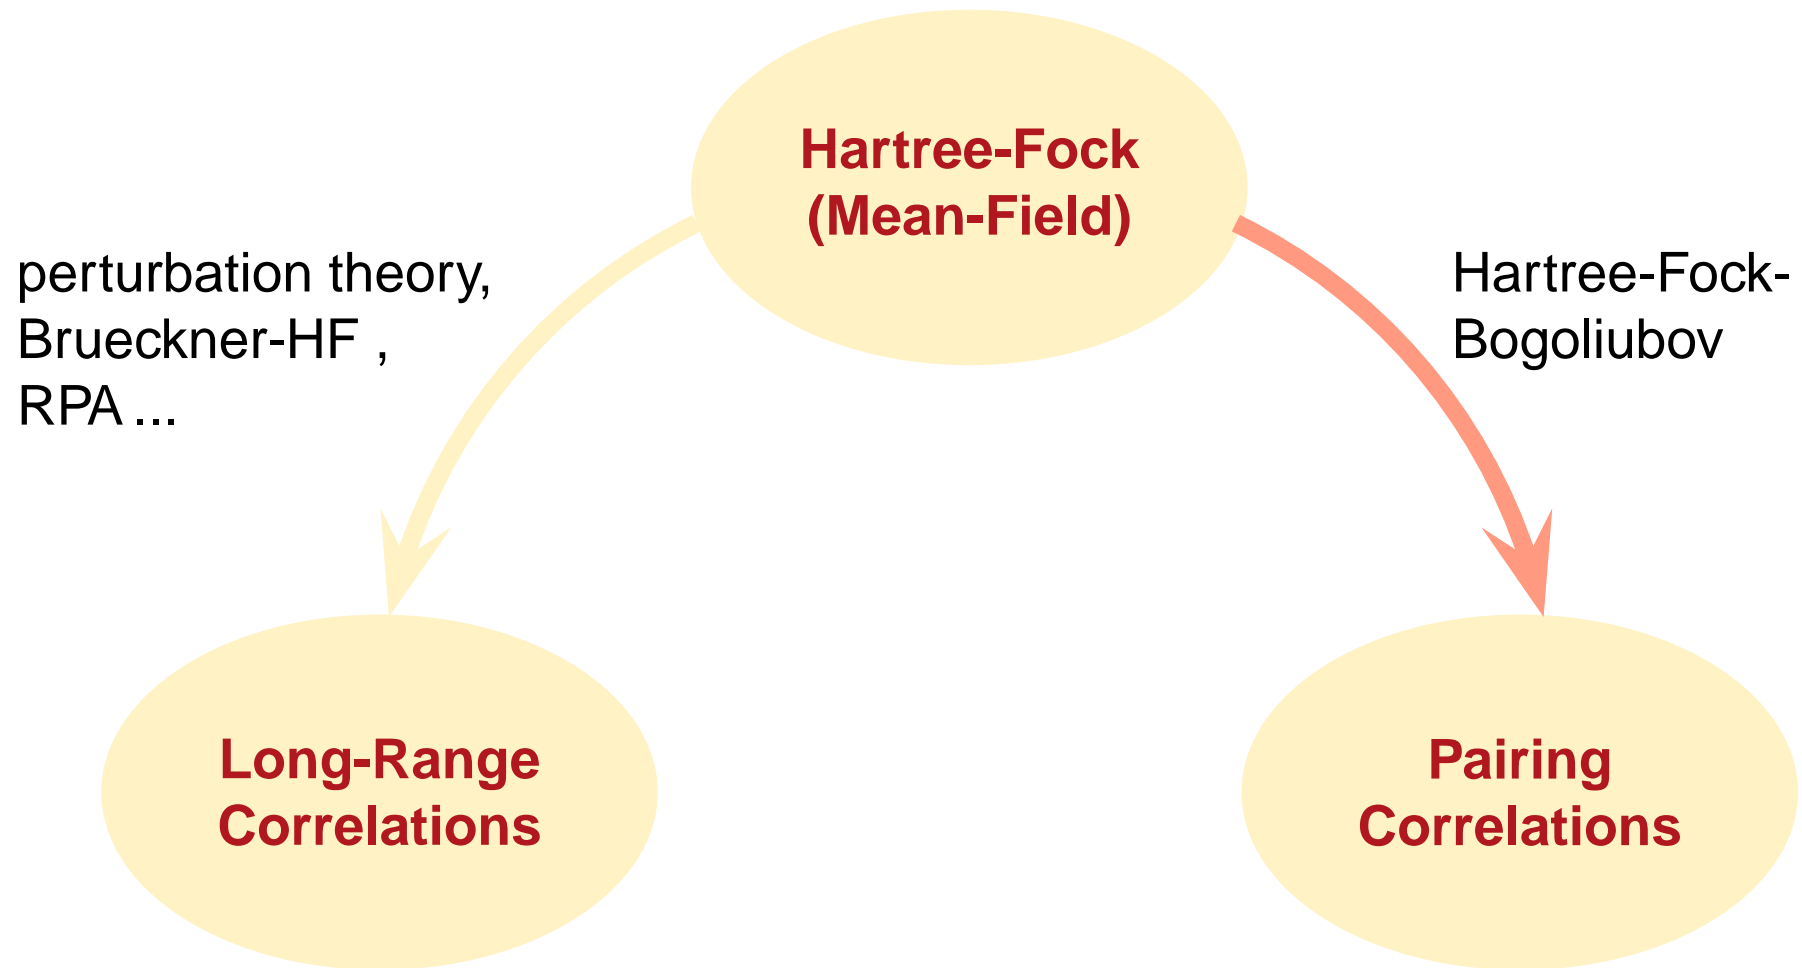 Hartree-Fock
(Mean-Field)
perturbation theory,
Brueckner-HF ,
RPA ...
Hartree-Fock-
Bogoliubov
Long-Range
Correlations
Pairing
Correlations